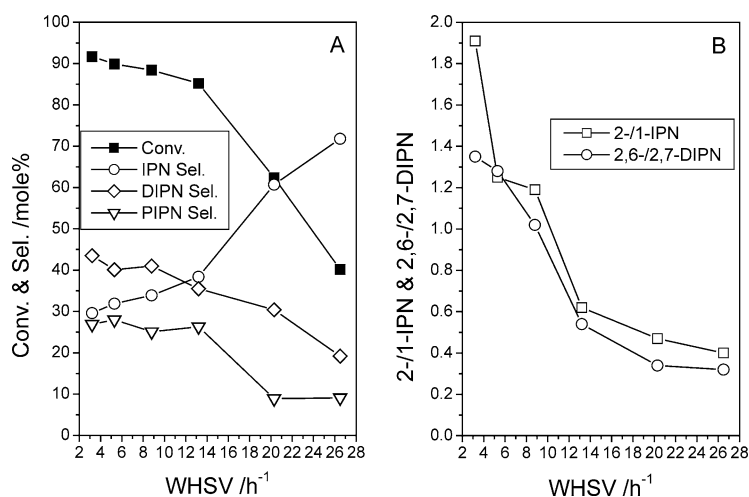 A
100
90
80
70
60
50
40
30
20
10
0
Conv. & Sel. /mole%
Conv.
IPN Sel.
DIPN Sel.
PIPN Sel.
2 4 6 8 10 12 14 16 18 20 22 24 26 28
WHSV /h-1
B
2.0
1.8
1.6
1.4
1.2
1.0
0.8
0.6
0.4
0.2
0.0
2-/1-IPN & 2,6-/2,7-DIPN
2-/1-IPN
2,6-/2,7-DIPN
2 4 6 8 10 12 14 16 18 20 22 24 26 28
WHSV /h-1